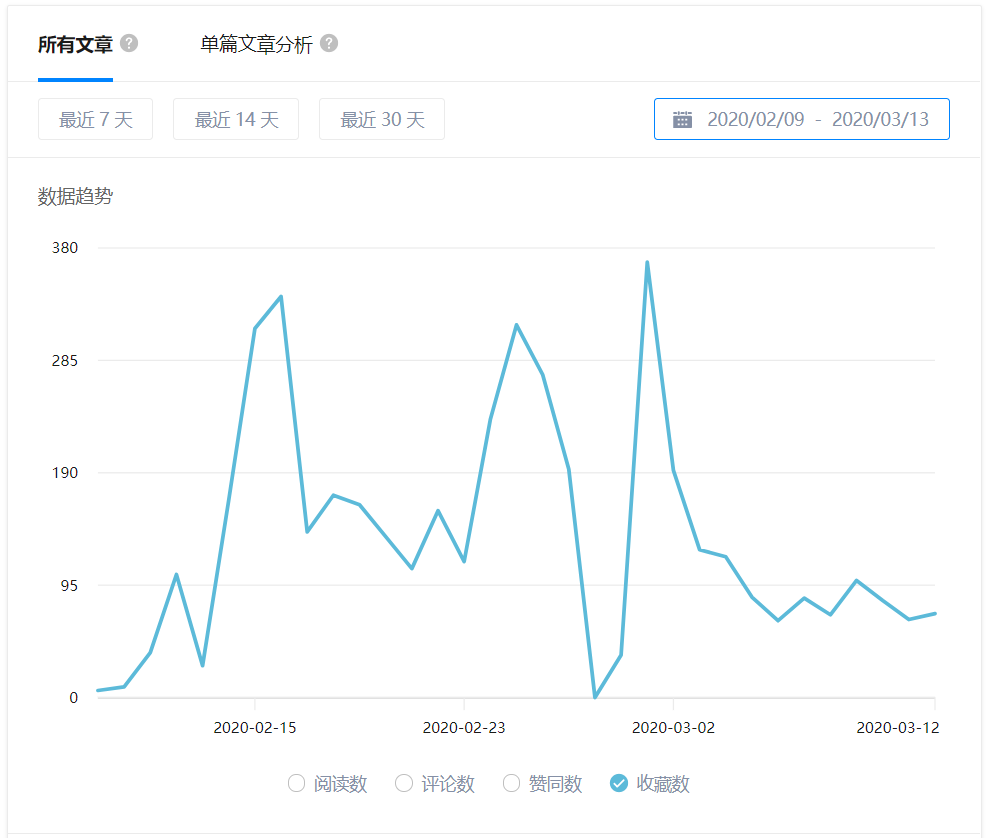 所有文章 ? 单篇文章分析 ?
最近 7 天 最近 14 天 最近 30 天 2020/02/09 - 2020/03/13
数据趋势
380
285
190
95
0
2020-02-15 2020-02-23 2020-03-02 2020-03-12
阅读数 评论数 赞同数 收藏数